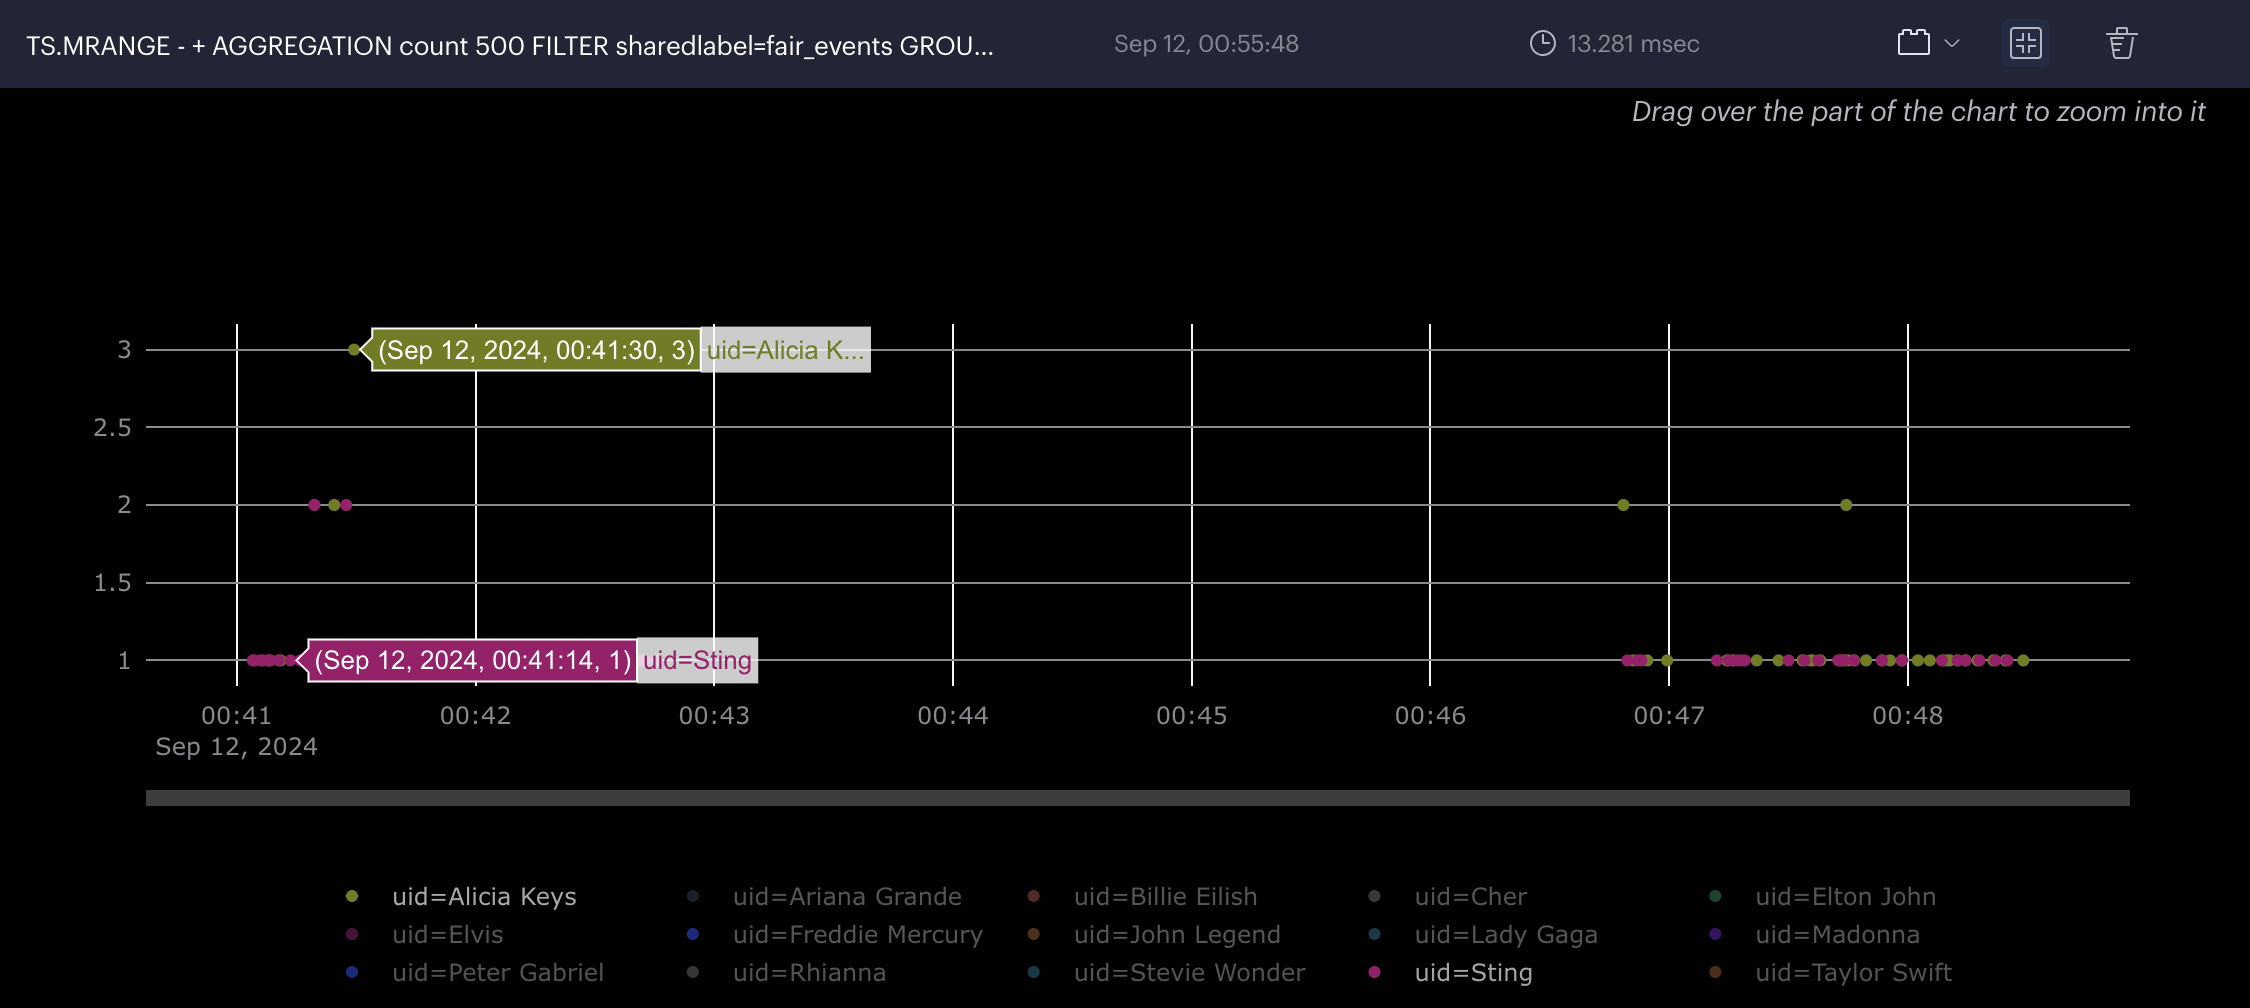 TS.MRANGE - + AGGREGATION count 500 FILTER sharedlabel=fair_events GROU... Sep 12, 00:55:48 13.281 msec
Drag over the part of the chart to zoom into it
3 (Sep 12, 2024, 00:41:30, 3) uid=Alicia K...
2.5
2
1.5
1 (Sep 12, 2024, 00:41:14, 1) uid=Sting
00:41 00:42 00:43 00:44 00:45 00:46 00:47 00:48
Sep 12, 2024
uid=Alicia Keys uid=Ariana Grande uid=Billie Eilish uid=Cher uid=Elton John
uid=Elvis uid=Freddie Mercury uid=John Legend uid=Lady Gaga uid=Madonna
uid=Peter Gabriel uid=Rhianna uid=Stevie Wonder uid=Sting uid=Taylor Swift